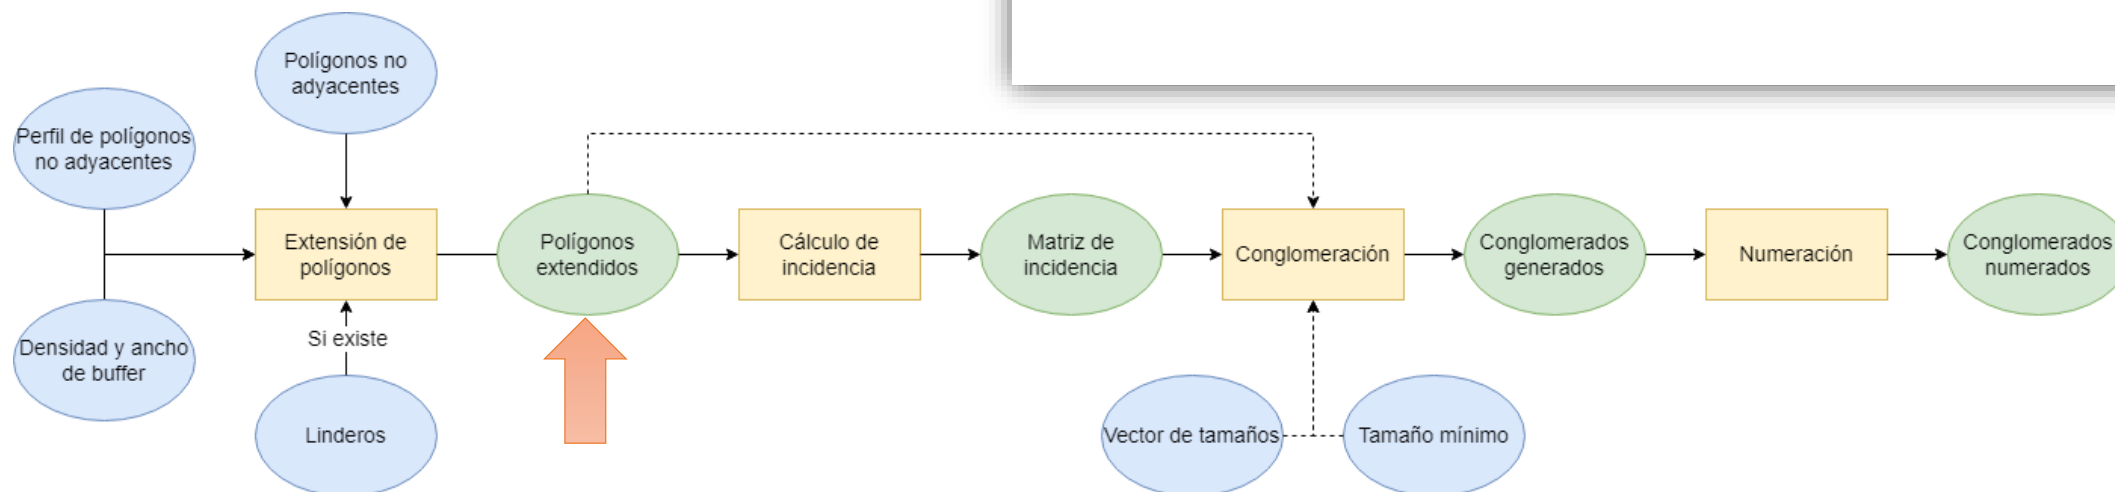 Polígonos no
adyacentes
Perfil de polígonos
no adyacentes
Extensión de
polígonos
Polígonos
extendidos
Cálculo de
incidencia
Matriz de
incidencia
Conglomeración
Conglomerados
generados
Numeración
Conglomerados
numerados
Si existe
Densidad y ancho
de buffer
Linderos
Vector de tamaños
Tamaño mínimo